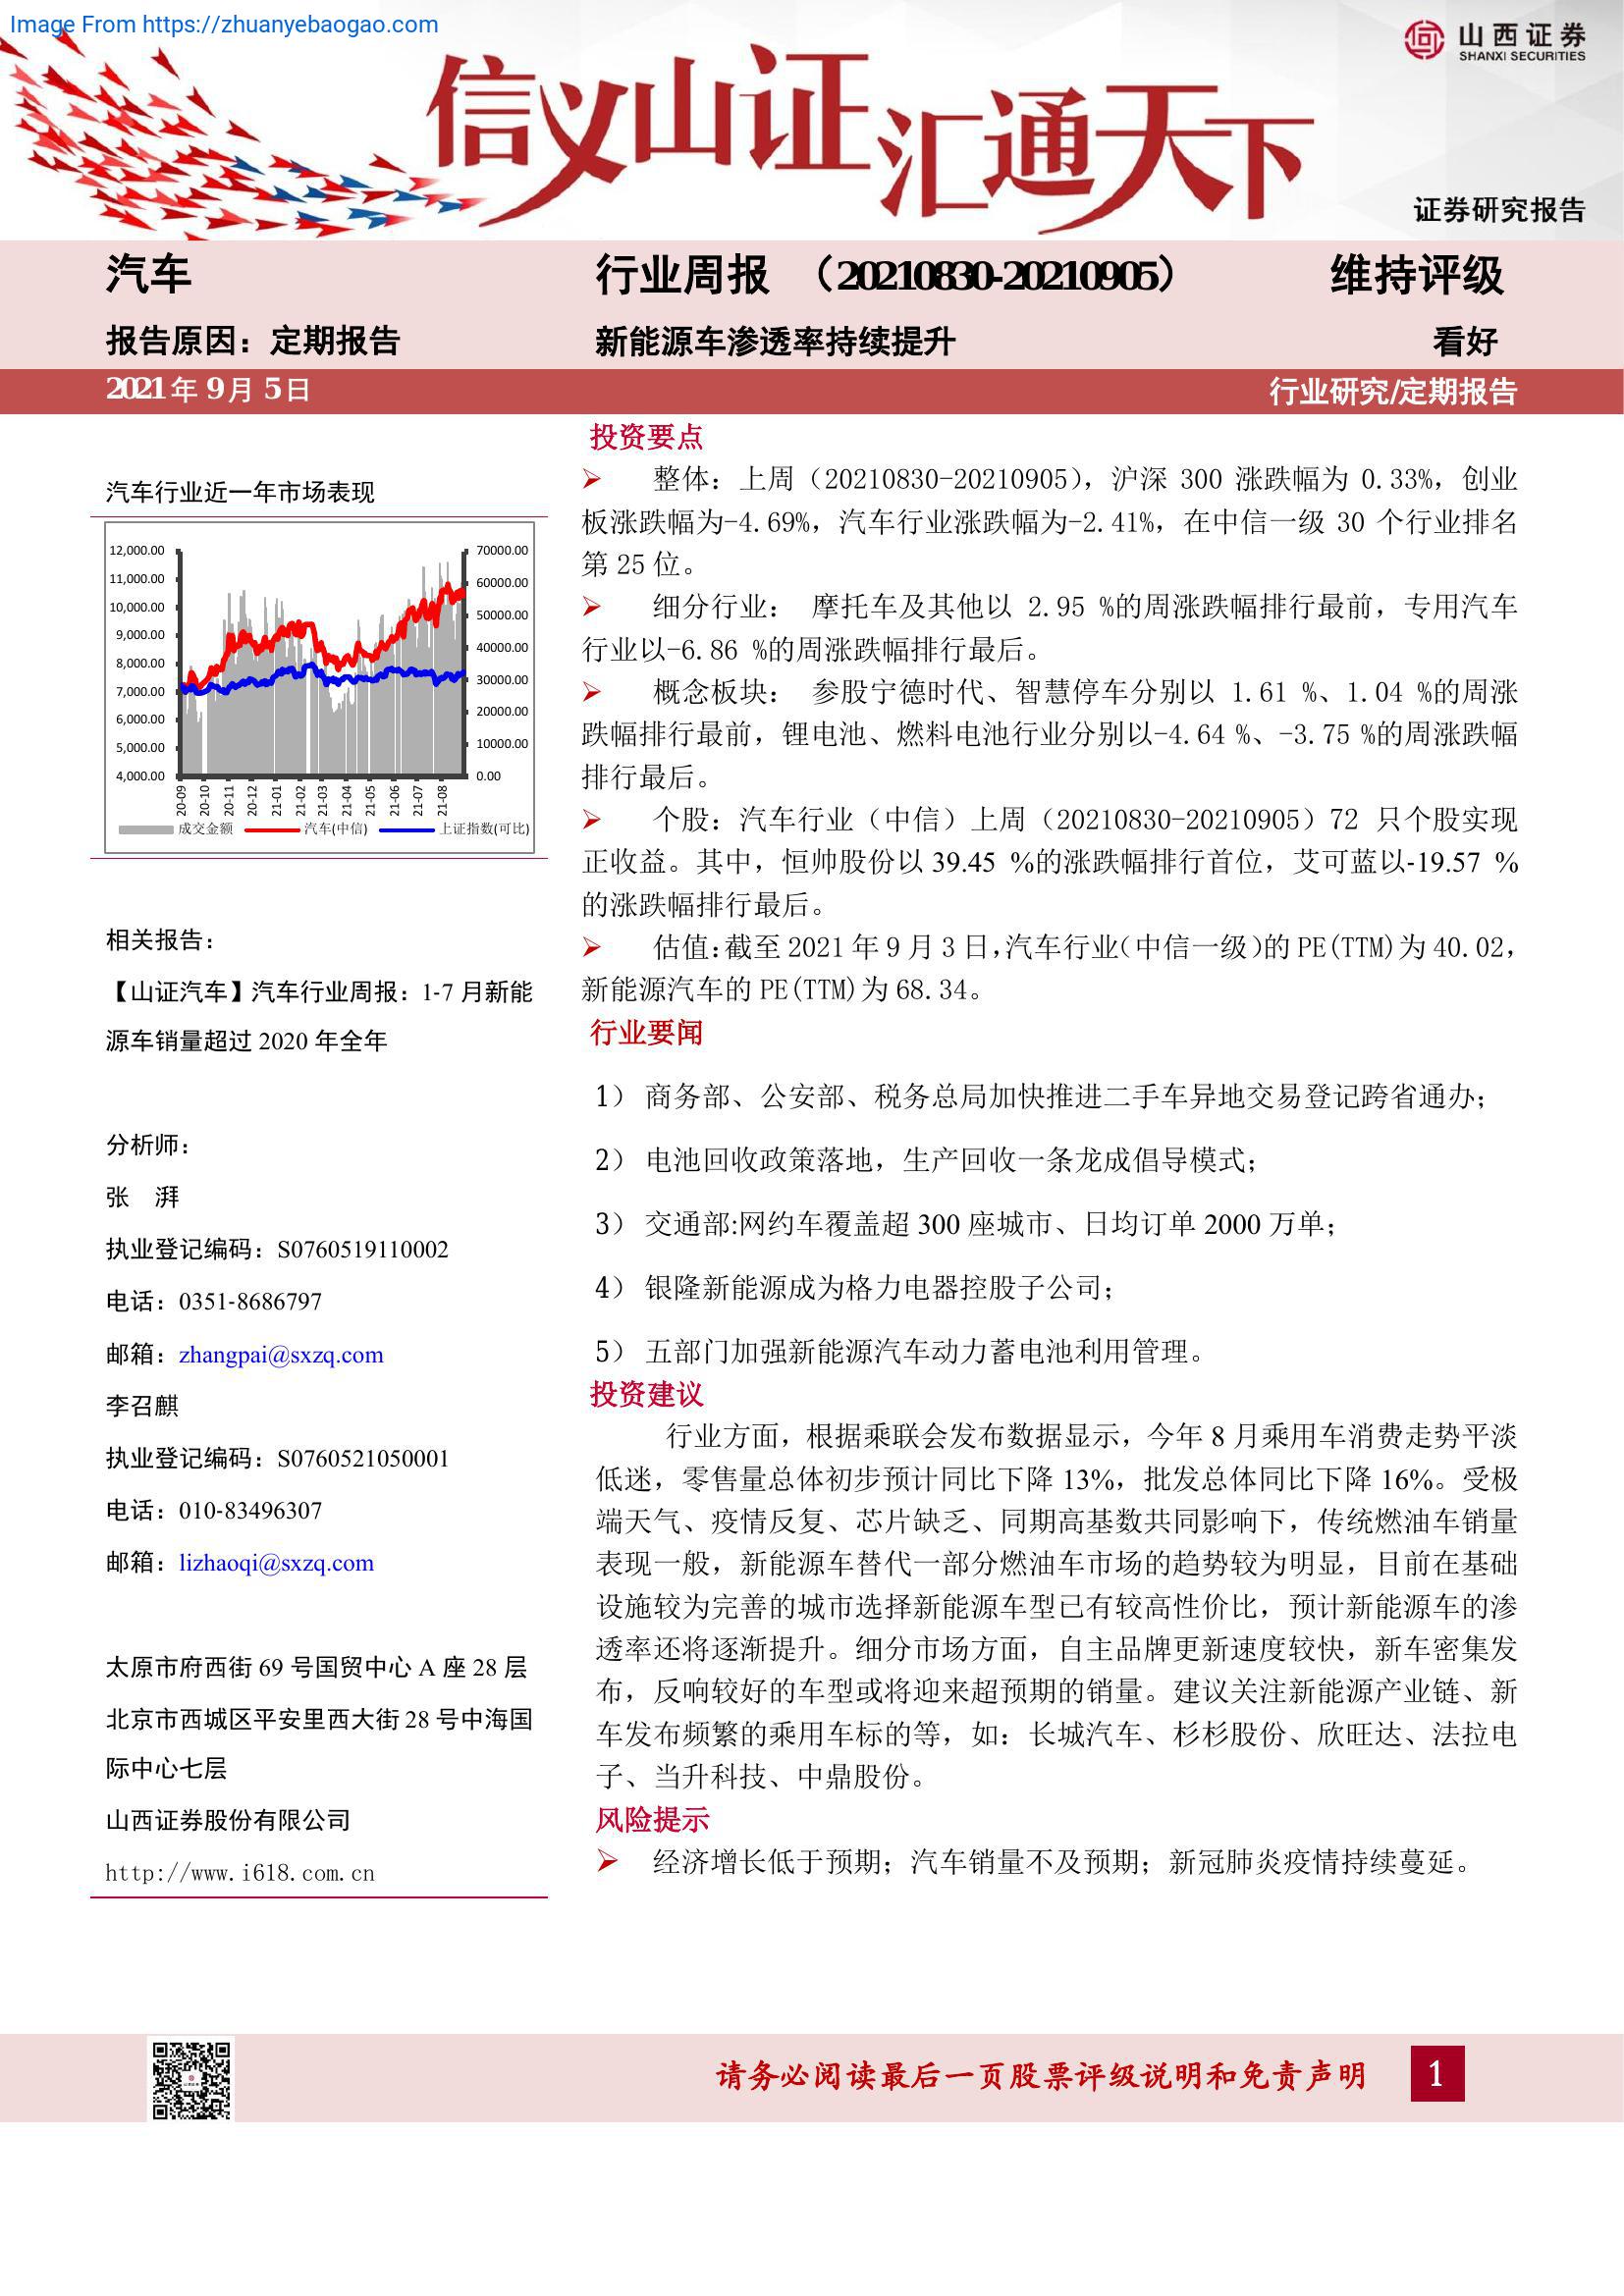 Image From https://zhuanyebaogao.com
山西证券
SHANXI SECURITIES
信义山证汇通天下
证券研究报告
汽车
行业周报 （20210830-20210905）
维持评级
报告原因：定期报告
新能源车渗透率持续提升
看好
2021年9月5日
行业研究/定期报告
汽车行业近一年市场表现
12,000.00
11,000.00
10,000.00
9,000.00
8,000.00
7,000.00
6,000.00
5,000.00
4,000.00
70000.00
60000.00
50000.00
40000.00
30000.00
20000.00
10000.00
0.00
20-09
20-10
20-11
20-12
21-01
21-02
21-03
21-04
21-05
21-06
21-07
21-08
成交金额 汽车(中信) 上证指数(可比)
相关报告：
【山证汽车】汽车行业周报：1-7 月新能
源车销量超过 2020 年全年
分析师：
张 湃
执业登记编码：S0760519110002
电话：0351-8686797
邮箱：zhangpai@sxzq.com
李召麒
执业登记编码：S0760521050001
电话：010-83496307
邮箱：lizhaoqi@sxzq.com
太原市府西街 69 号国贸中心 A 座 28 层
北京市西城区平安里西大街 28 号中海国
际中心七层
山西证券股份有限公司
http://www.i618.com.cn
投资要点
➢ 整体：上周（20210830-20210905），沪深 300 涨跌幅为 0.33%，创业
板涨跌幅为-4.69%，汽车行业涨跌幅为-2.41%，在中信一级 30 个行业排名
第 25 位。
➢ 细分行业： 摩托车及其他以 2.95 %的周涨跌幅排行最前，专用汽车
行业以-6.86 %的周涨跌幅排行最后。
➢ 概念板块： 参股宁德时代、智慧停车分别以 1.61 %、1.04 %的周涨
跌幅排行最前，锂电池、燃料电池行业分别以-4.64 %、-3.75 %的周涨跌幅
排行最后。
➢ 个股：汽车行业（中信）上周（20210830-20210905）72 只个股实现
正收益。其中，恒帅股份以 39.45 %的涨跌幅排行首位，艾可蓝以-19.57 %
的涨跌幅排行最后。
➢ 估值：截至 2021 年 9 月 3 日，汽车行业（中信一级）的 PE(TTM)为 40.02，
新能源汽车的 PE(TTM)为 68.34。
行业要闻
1） 商务部、公安部、税务总局加快推进二手车异地交易登记跨省通办；
2） 电池回收政策落地，生产回收一条龙成倡导模式；
3） 交通部:网约车覆盖超 300 座城市、日均订单 2000 万单；
4） 银隆新能源成为格力电器控股子公司；
5） 五部门加强新能源汽车动力蓄电池利用管理。
投资建议
行业方面，根据乘联会发布数据显示，今年 8 月乘用车消费走势平淡
低迷，零售量总体初步预计同比下降 13%，批发总体同比下降 16%。受极
端天气、疫情反复、芯片缺乏、同期高基数共同影响下，传统燃油车销量
表现一般，新能源车替代一部分燃油车市场的趋势较为明显，目前在基础
设施较为完善的城市选择新能源车型已有较高性价比，预计新能源车的渗
透率还将逐渐提升。细分市场方面，自主品牌更新速度较快，新车密集发
布，反响较好的车型或将迎来超预期的销量。建议关注新能源产业链、新
车发布频繁的乘用车标的等，如：长城汽车、杉杉股份、欣旺达、法拉电
子、当升科技、中鼎股份。
风险提示
➢ 经济增长低于预期；汽车销量不及预期；新冠肺炎疫情持续蔓延。
请务必阅读最后一页股票评级说明和免责声明
1